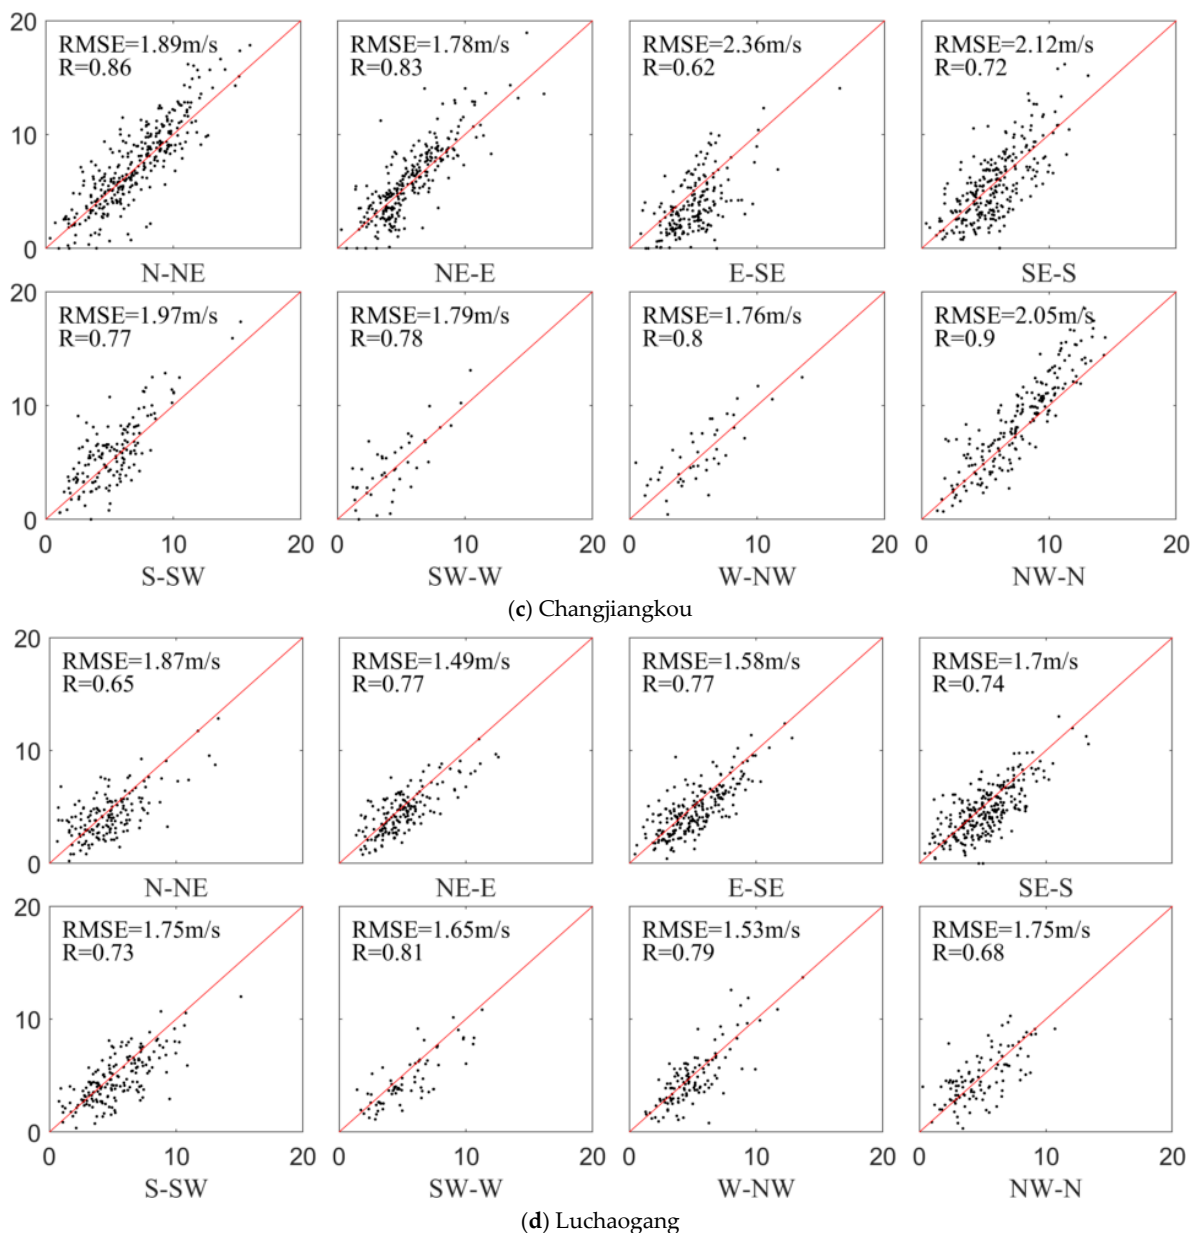 20
RMSE=1.89m/s
R=0.86
RMSE=1.78m/s
R=0.83
RMSE=2.36m/s
R=0.62
RMSE=2.12m/s
R=0.72
10
0
N-NE
NE-E
E-SE
SE-S
20
RMSE=1.97m/s
R=0.77
RMSE=1.79m/s
R=0.78
RMSE=1.76m/s
R=0.8
RMSE=2.05m/s
R=0.9
10
0
0 10 20 0 10 20 0 10 20 0 10 20
S-SW
SW-W
W-NW
NW-N
(c) Changjiangkou
20
RMSE=1.87m/s
R=0.65
RMSE=1.49m/s
R=0.77
RMSE=1.58m/s
R=0.77
RMSE=1.7m/s
R=0.74
10
0
N-NE
NE-E
E-SE
SE-S
20
RMSE=1.75m/s
R=0.73
RMSE=1.65m/s
R=0.81
RMSE=1.53m/s
R=0.79
RMSE=1.75m/s
R=0.68
10
0
0 10 20 0 10 20 0 10 20 0 10 20
S-SW
SW-W
W-NW
NW-N
(d) Luchaogang